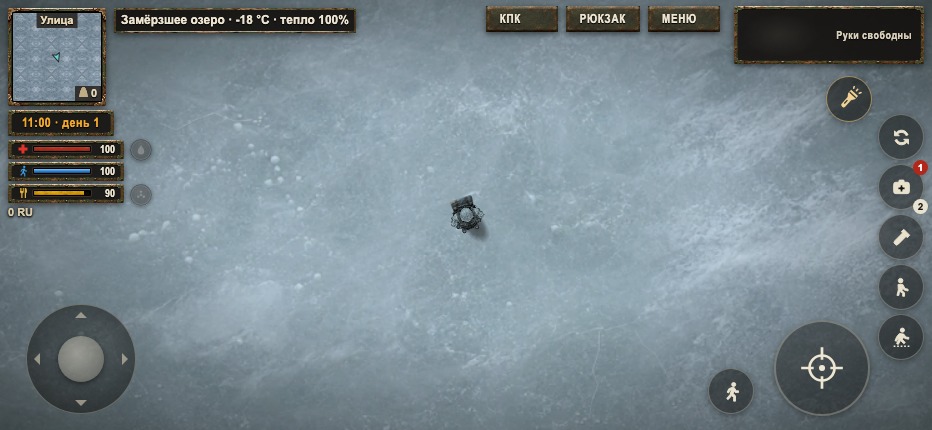 Улица
Замёрзшее озеро · -18 °C · тепло 100%
КПК
РЮКЗАК
МЕНЮ
Руки свободны
0
11:00 · день 1
100
100
90
0 RU
1
2